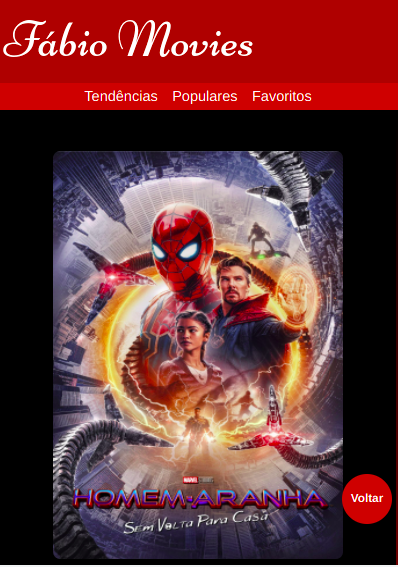 Fábio Movies
Tendências Populares Favoritos
MARVEL STUDIOS
HOMEM-ARANHA
SEM VOLTA PARA CASA
Voltar